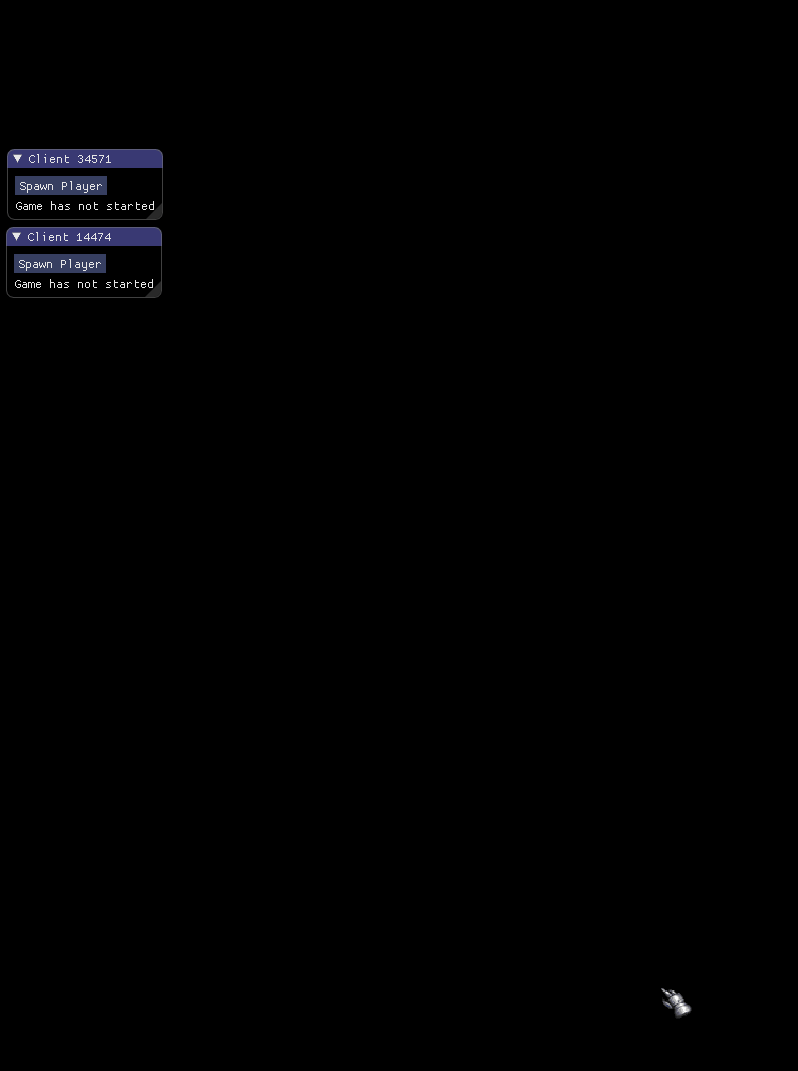 Client 34571
Spawn Player
Game has not started
Client 14474
Spawn Player
Game has not started